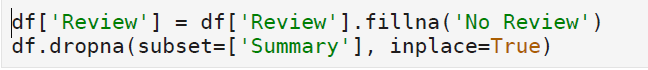 df['Review'] = df['Review'].fillna('No Review')
df.dropna(subset=['Summary'], inplace=True)